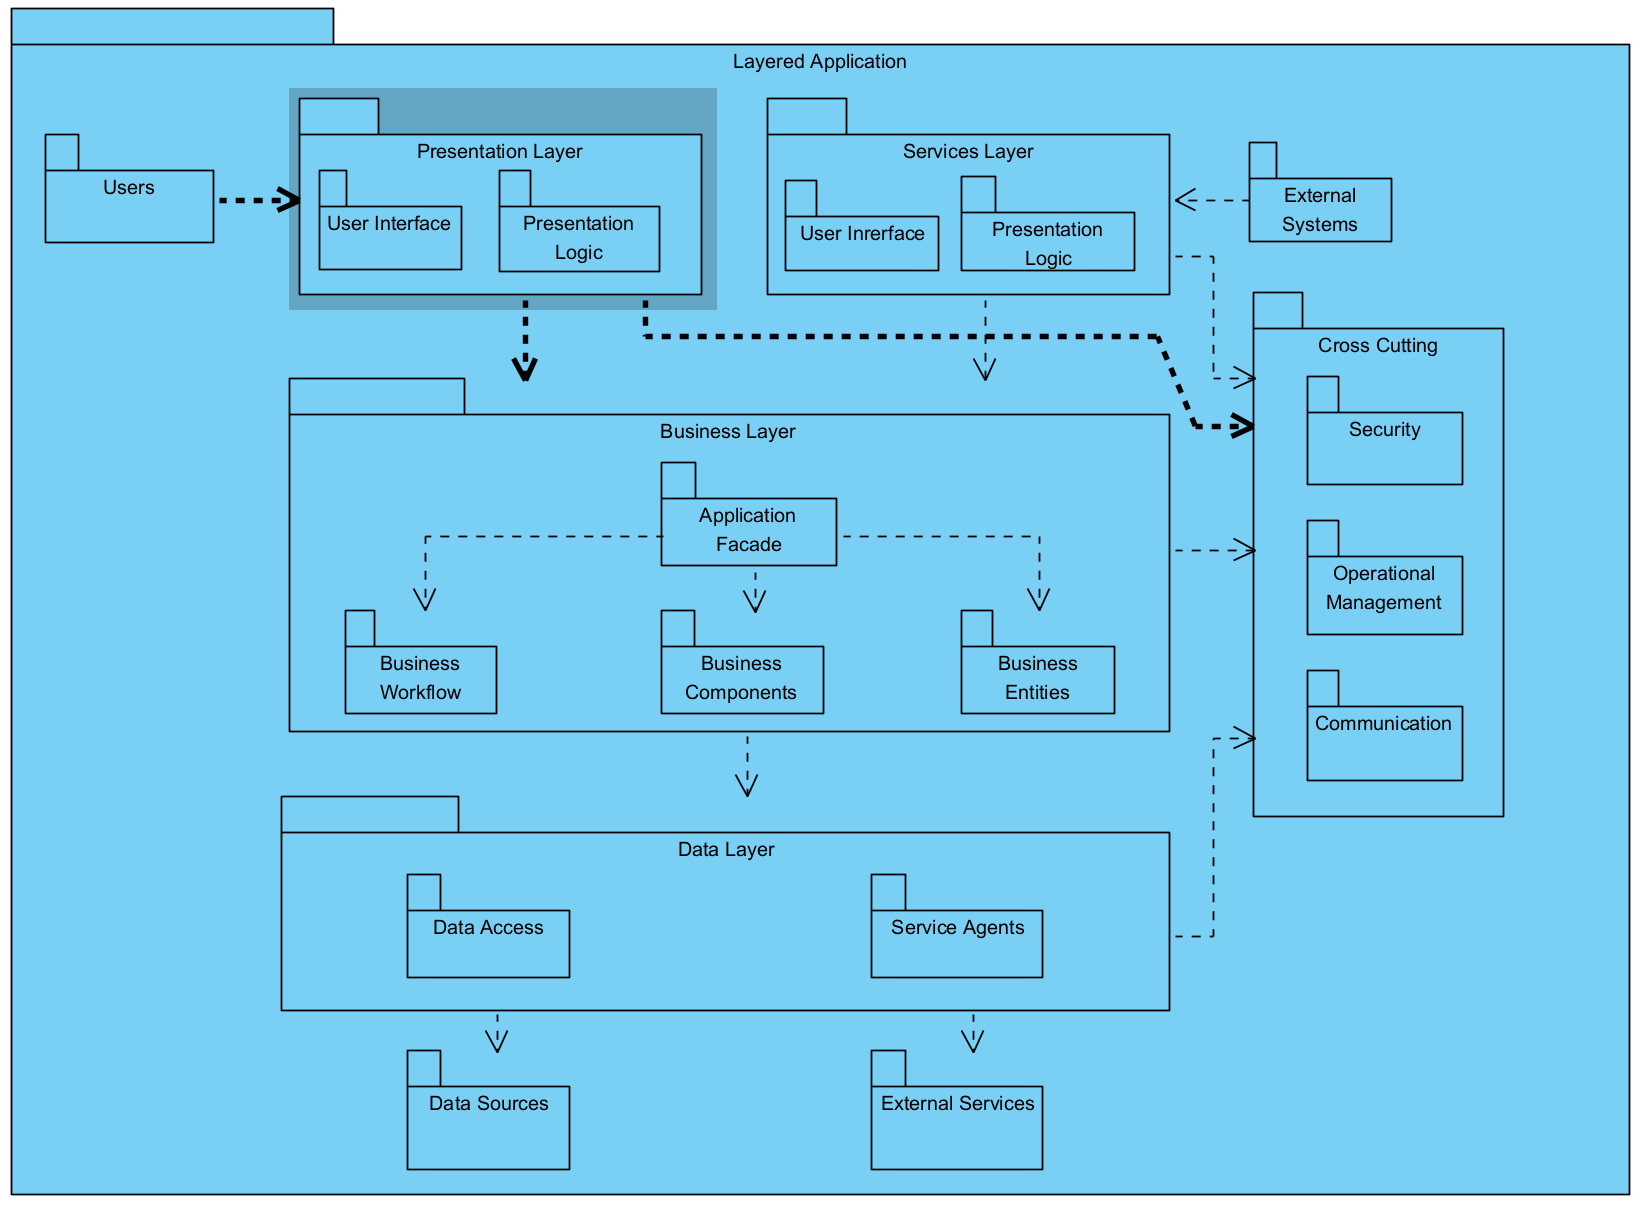 Layered Application
Users
Presentation Layer
User Interface
Presentation
Logic
Services Layer
User Inrerface
Presentation
Logic
External
Systems
Cross Cutting
Security
Operational
Management
Communication
Business Layer
Application
Facade
Business
Workflow
Business
Components
Business
Entities
Data Layer
Data Access
Service Agents
Data Sources
External Services